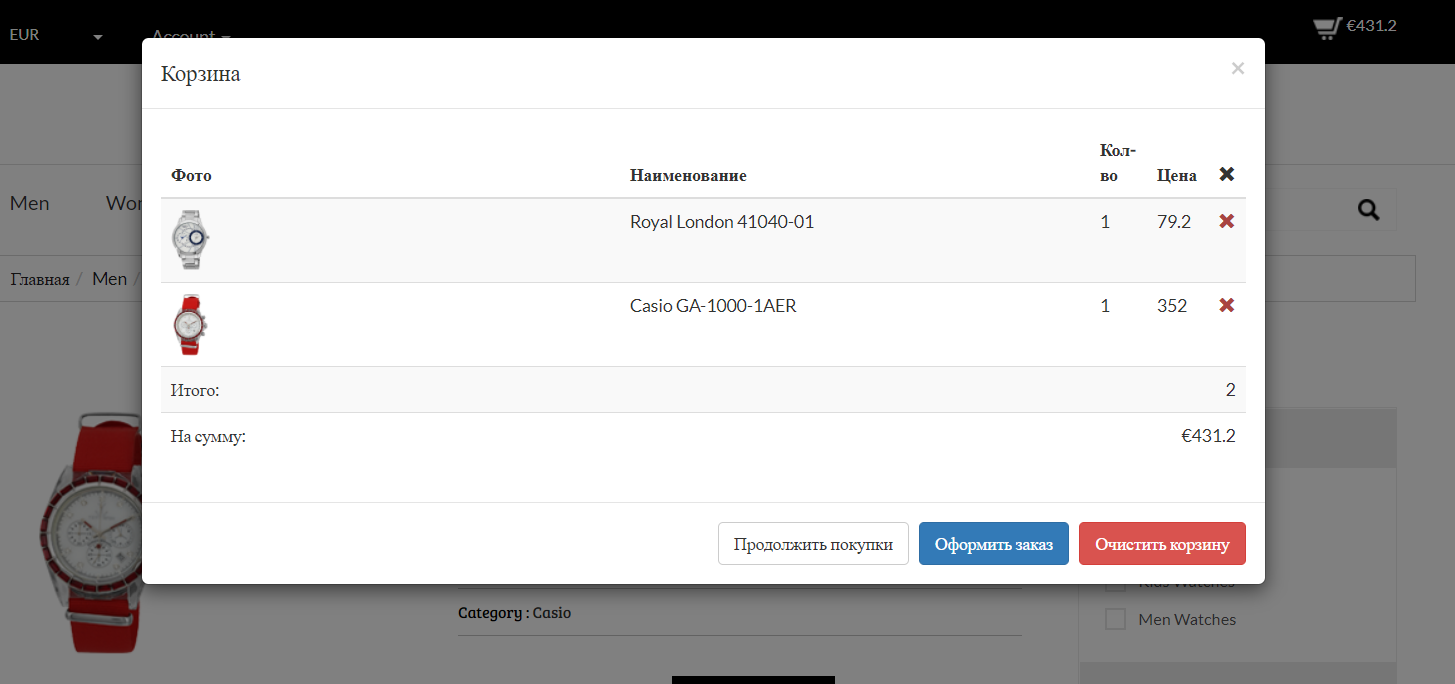 EUR
Account
€431.2
Корзина
×
Фото
Наименование
Кол-
во
Цена
Men
Royal London 41040-01
1
79.2
Главная / Men /
Casio GA-1000-1AER
1
352
Итого:
2
На сумму:
€431.2
Продолжить покупки
Оформить заказ
Очистить корзину
Kids Watches
Category : Casio
Men Watches